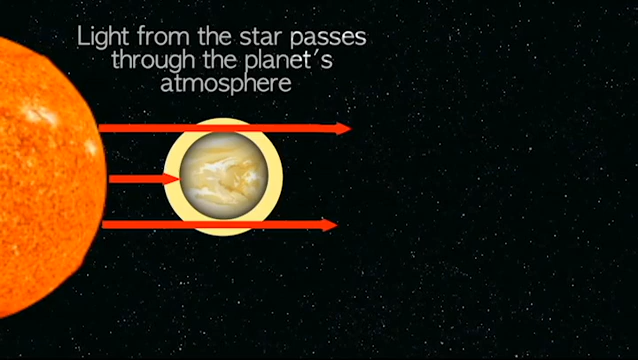 Light from the star passes
through the planet's
atmosphere